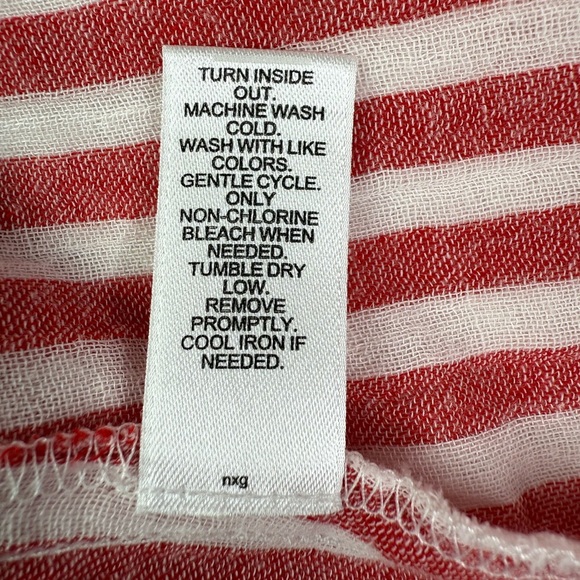 TURN INSIDE
OUT.
MACHINE WASH
COLD.
WASH WITH LIKE
COLORS.
GENTLE CYCLE.
ONLY
NON-CHLORINE
BLEACH WHEN
NEEDED.
TUMBLE DRY
LOW.
REMOVE
PROMPTLY.
COOL IRON IF
NEEDED.
nxg